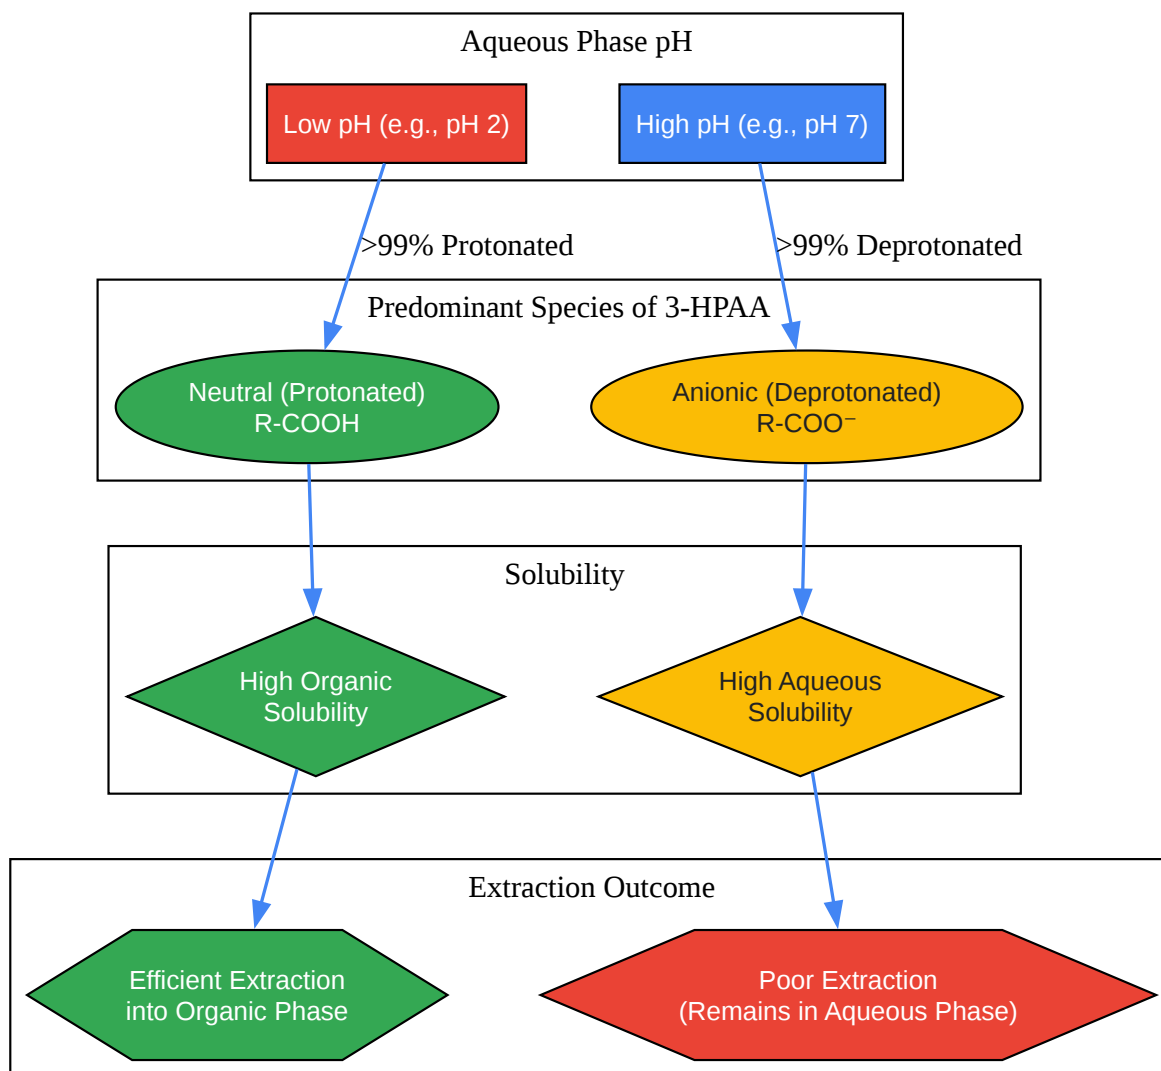 Aqueous Phase pH
Low pH (e.g., pH 2)
High pH (e.g., pH 7)
>99% Protonated
>99% Deprotonated
Predominant Species of 3-HPAA
Neutral (Protonated)
R-COOH
Anionic (Deprotonated)
R-COO⁻
Solubility
High Organic
Solubility
High Aqueous
Solubility
Extraction Outcome
Efficient Extraction
into Organic Phase
Poor Extraction
(Remains in Aqueous Phase)